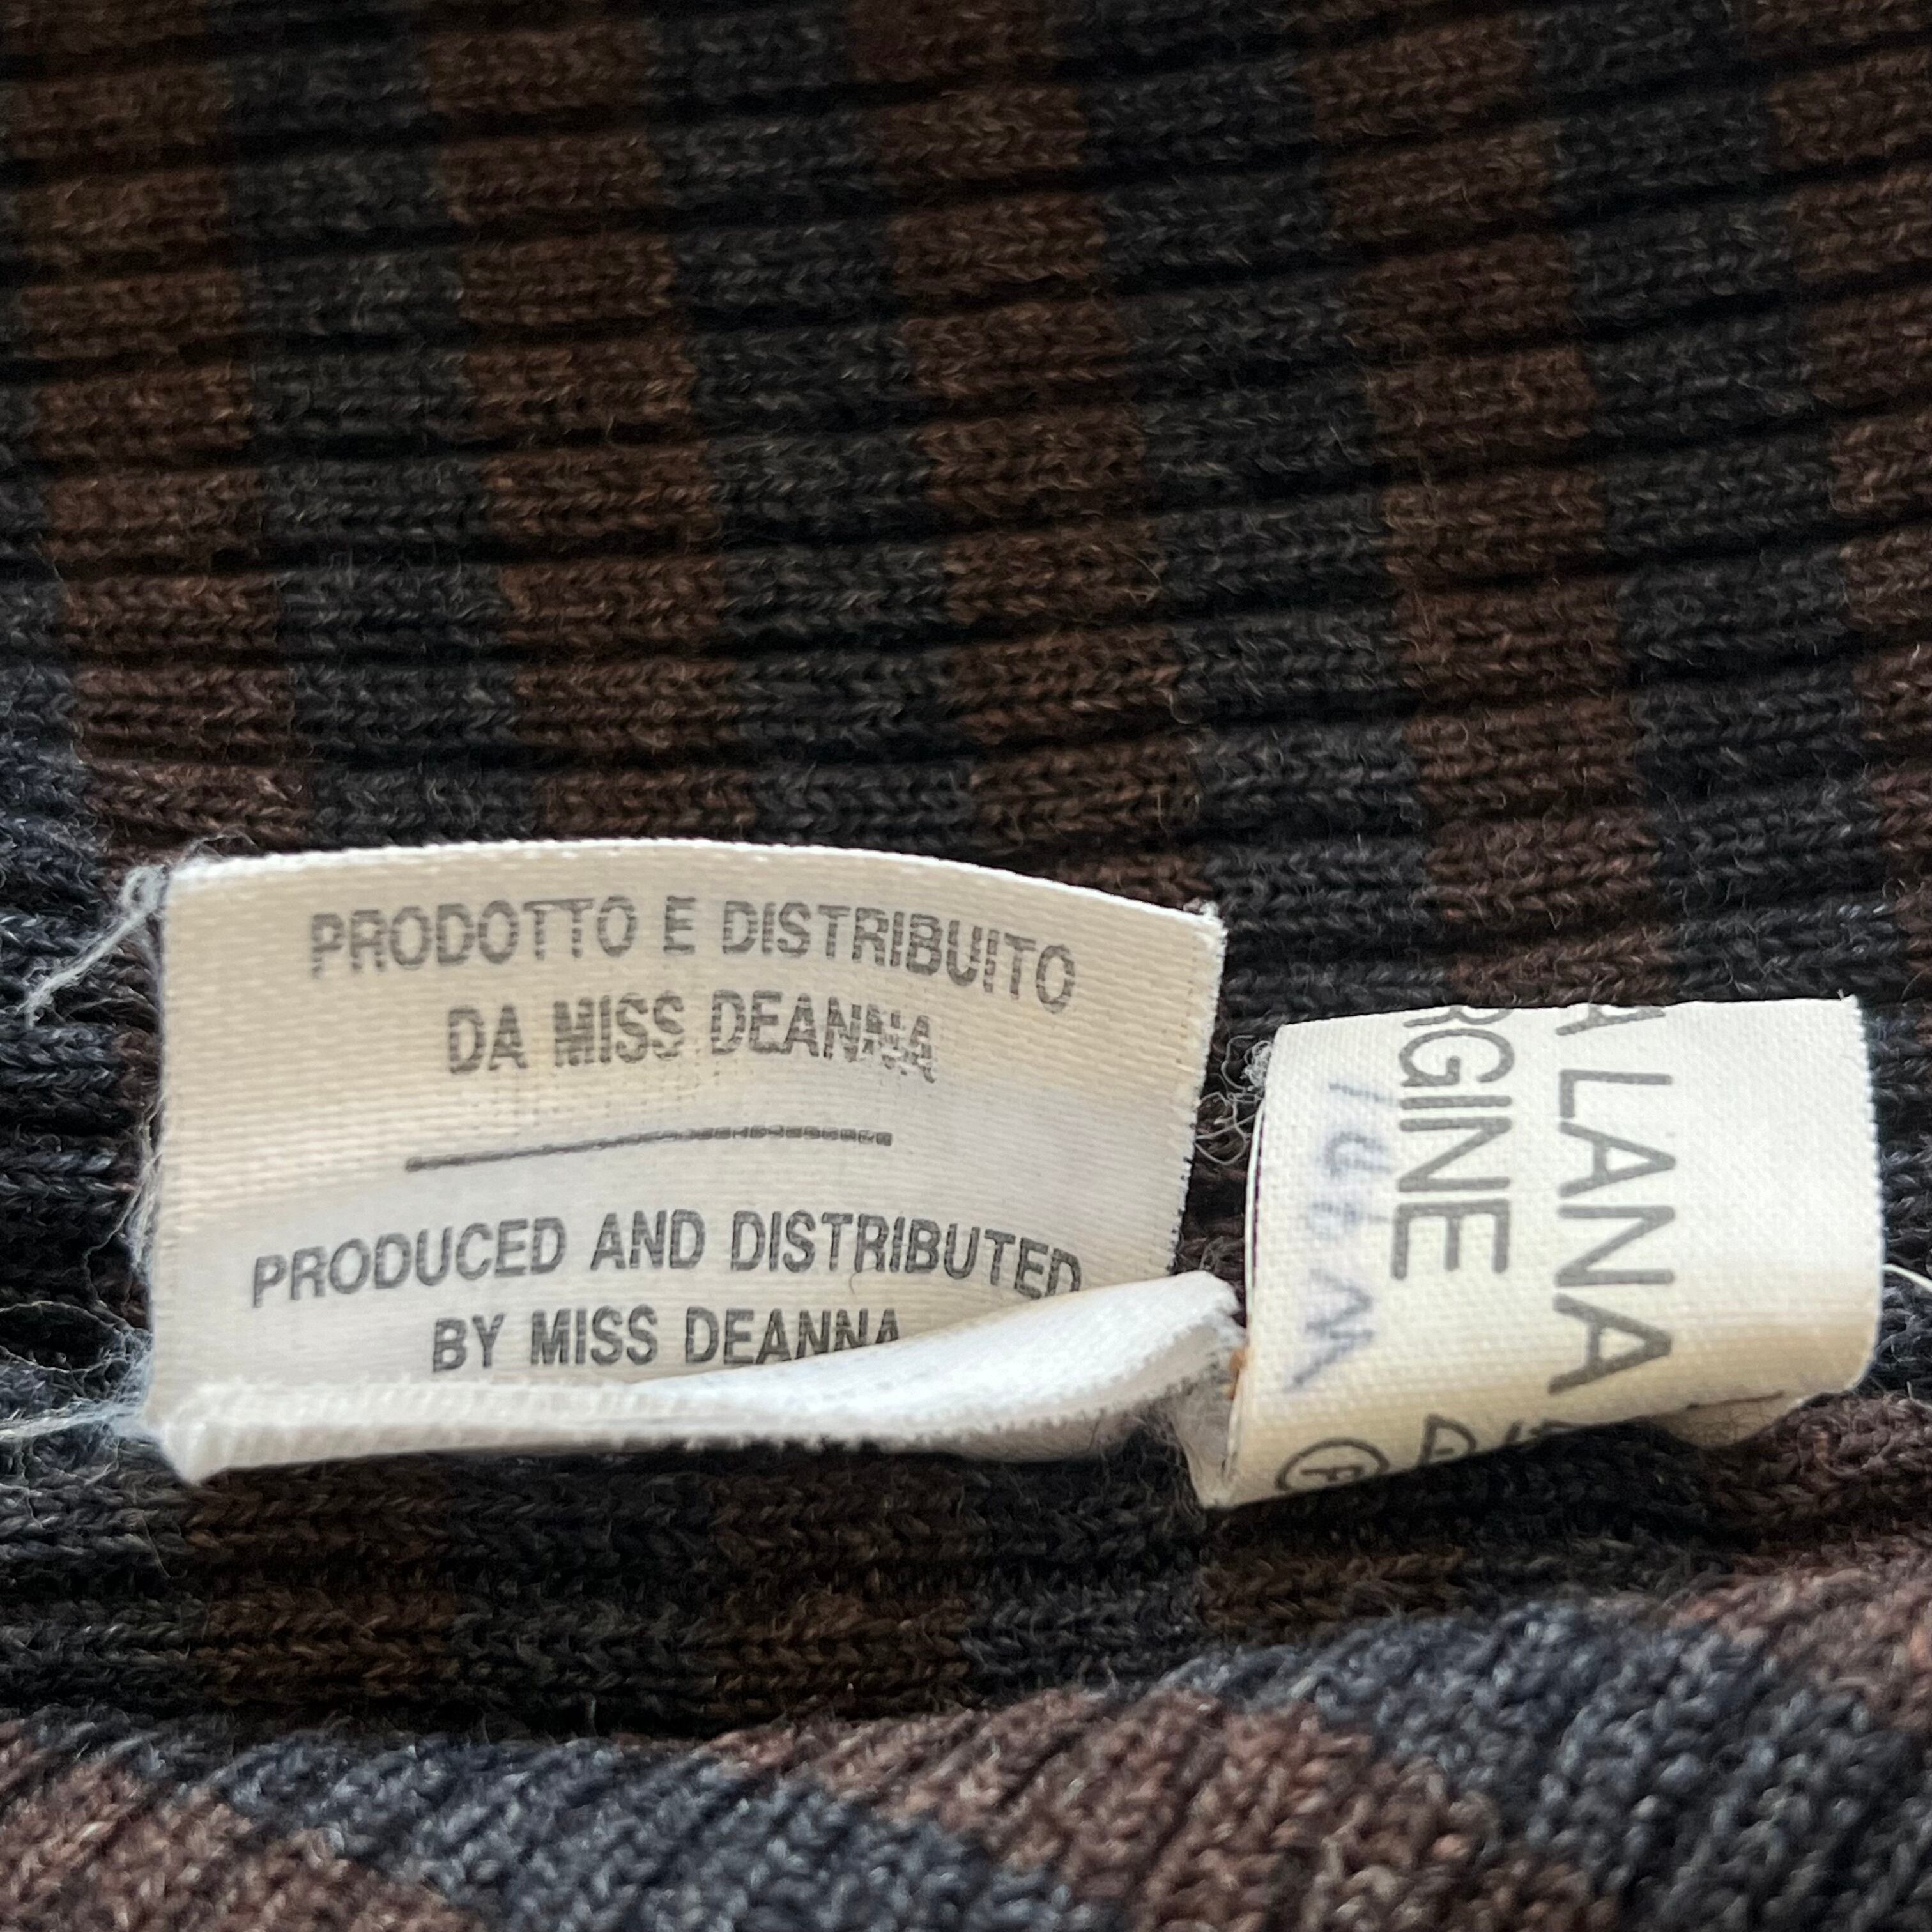 PRODOTTO E DISTRIBUITO
DA MISS DEANNA
PRODUCED AND DISTRIBUTED
BY MISS DEANNA
A LANA
RGINE
P